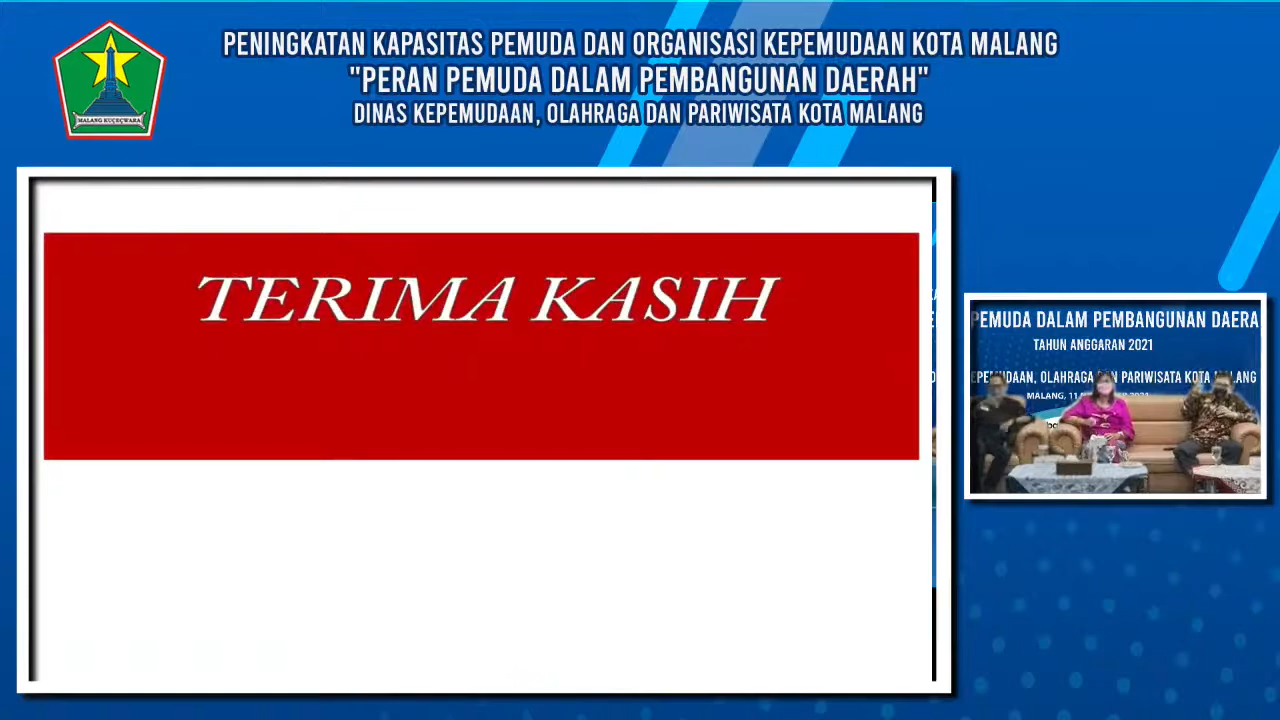 PENINGKATAN KAPASITAS PEMUDA DAN ORGANISASI KEPEMUDAAN KOTA MALANG
"PERAN PEMUDA DALAM PEMBANGUNAN DAERAH"
DINAS KEPEMUDAAN, OLAHRAGA DAN PARIWISATA KOTA MALANG
MALANG KUÇEÇWARA
TERIMA KASIH
PEMUDA DALAM PEMBANGUNAN DAERA
TAHUN ANGGARAN 2021
EPEMUDAAN, OLAHRAGA DAN PARIWISATA KOTA MALANG
MALANG, 11